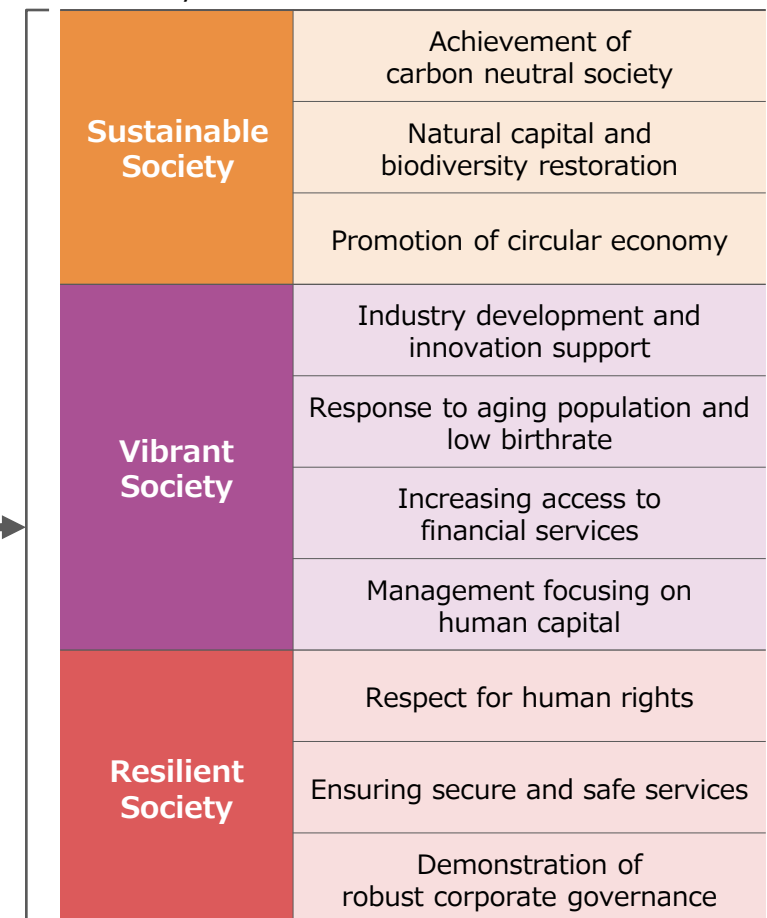 Sustainable
Society
Achievement of
carbon neutral society
Natural capital and
biodiversity restoration
Promotion of circular economy
Vibrant
Society
Industry development and
innovation support
Response to aging population and
low birthrate
Increasing access to
financial services
Management focusing on
human capital
Resilient
Society
Respect for human rights
Ensuring secure and safe services
Demonstration of
robust corporate governance